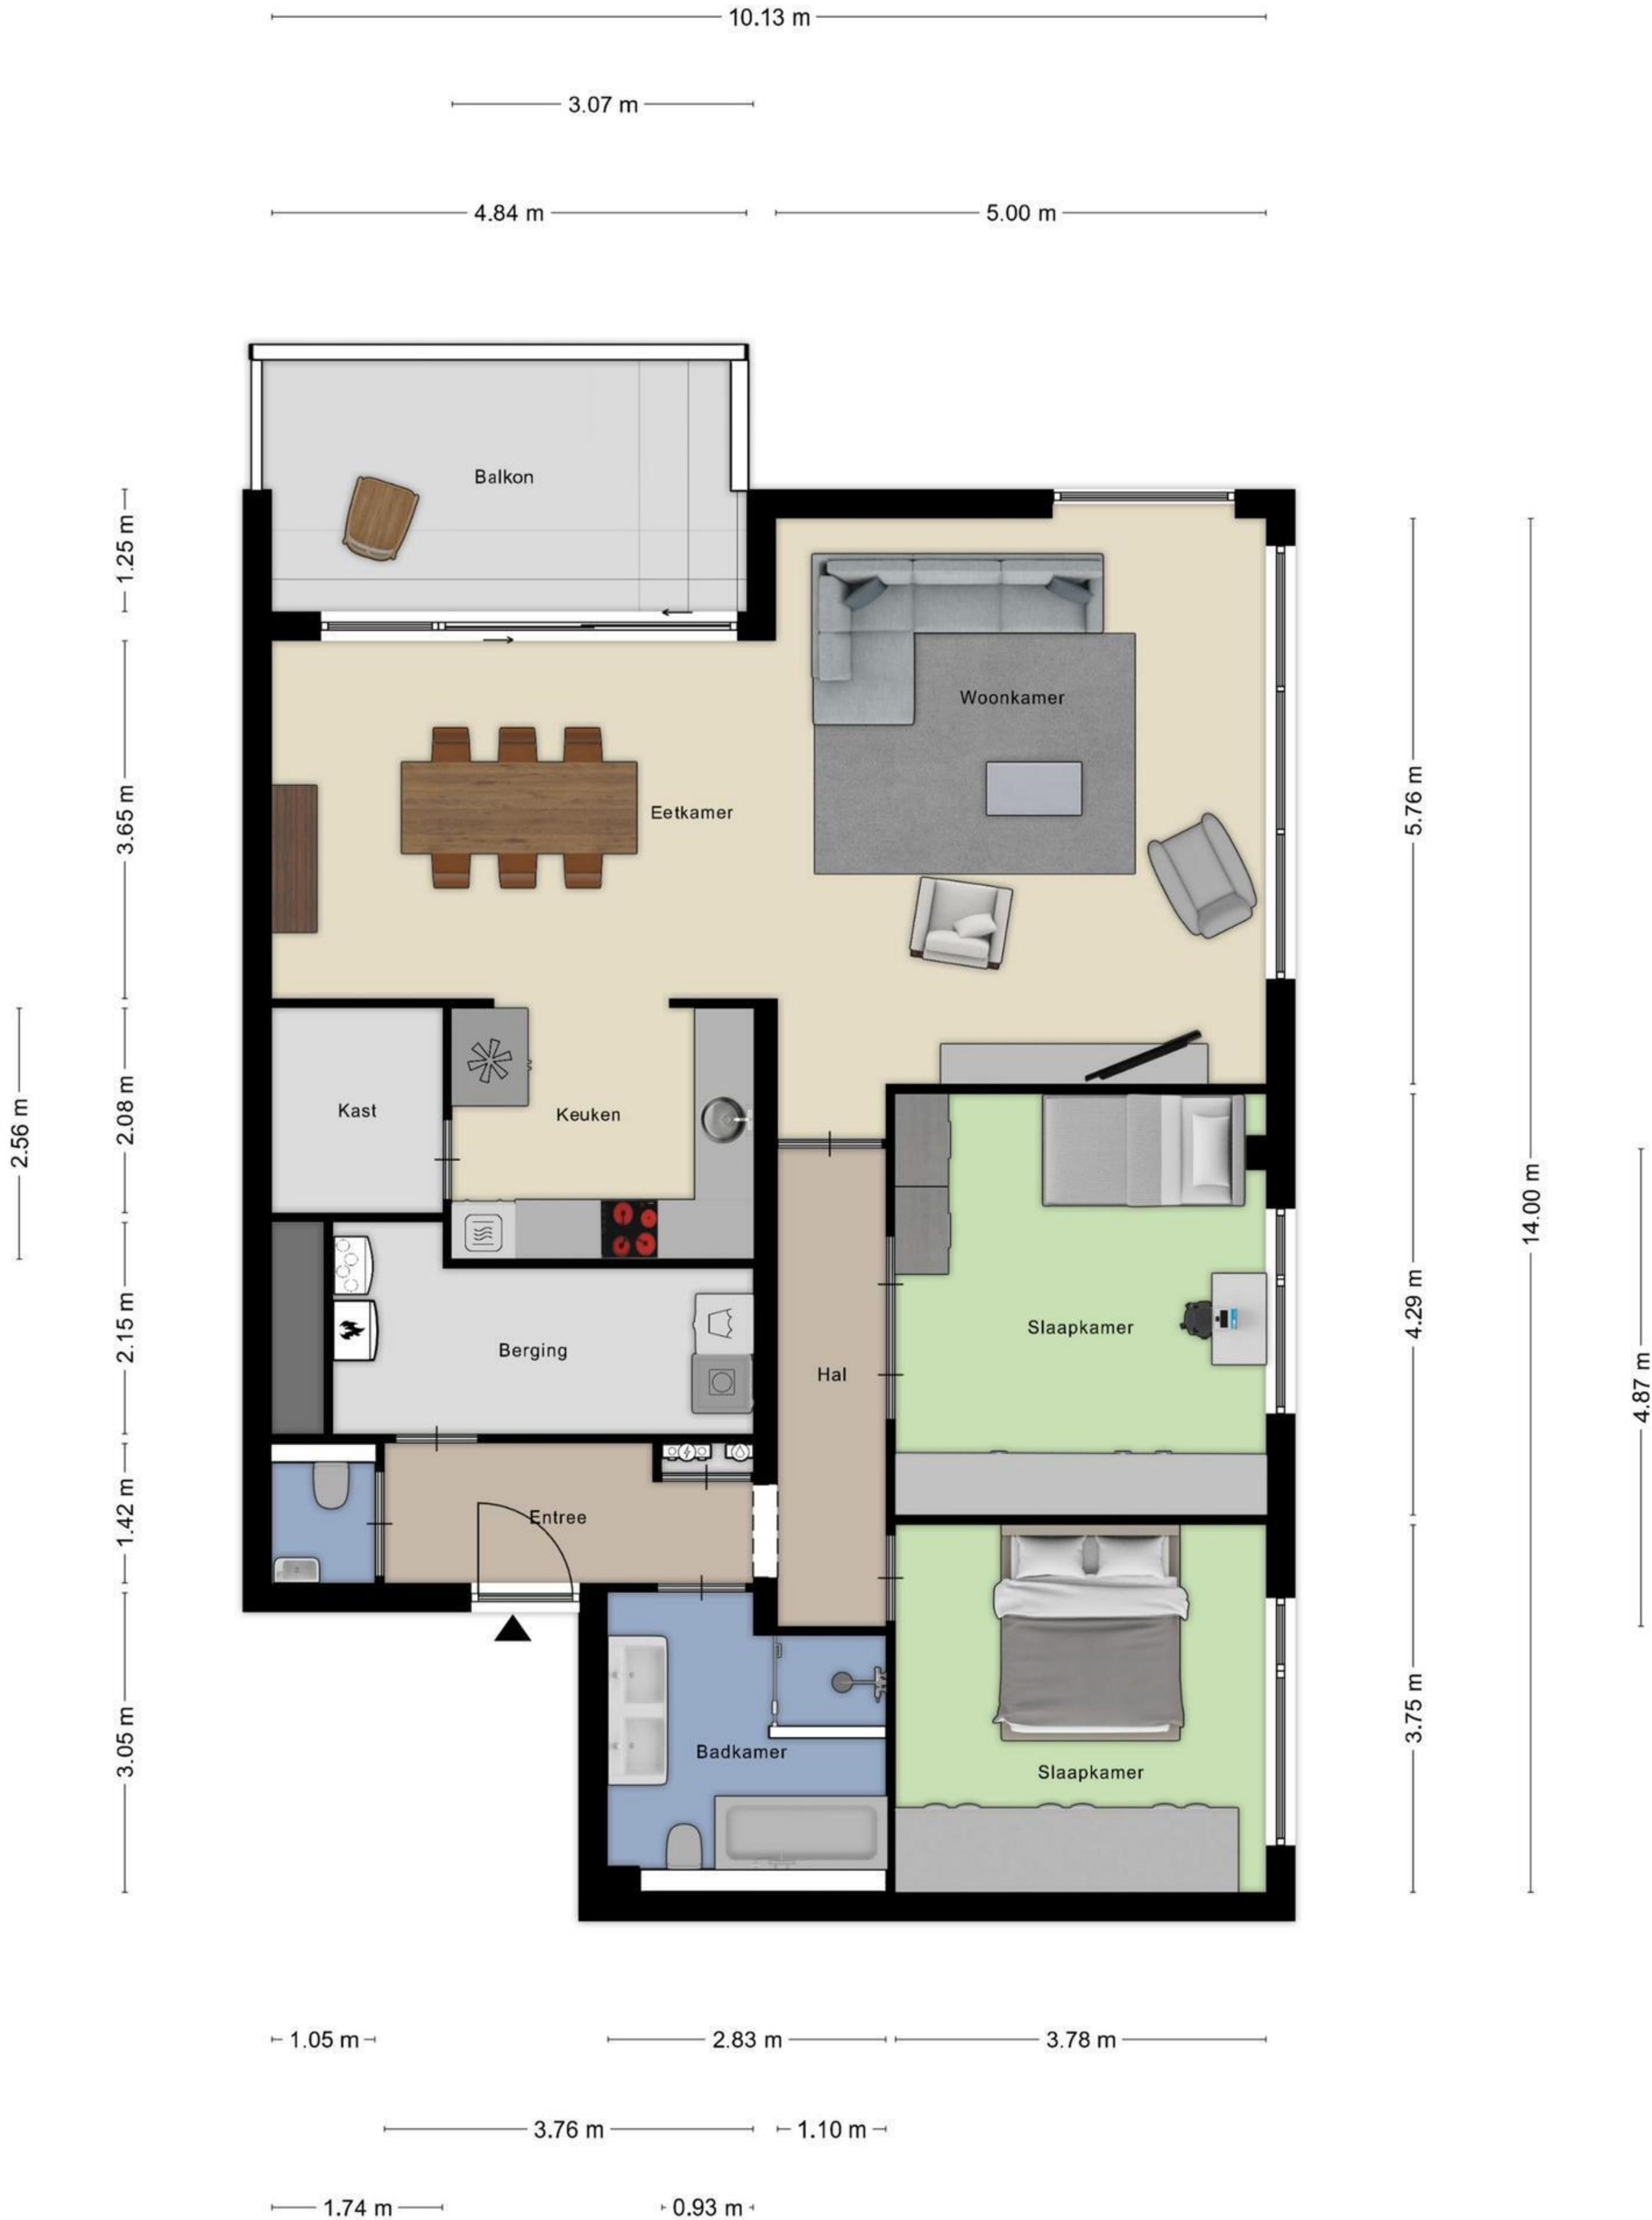 10.13 m
3.07 m
4.84 m
5.00 m
Balkon
1.25 m
Woonkamer
5.76 m
3.65 m
Eetkamer
Kast
Keuken
2.56 m
2.08 m
14.00 m
Slaapkamer
Berging
Hal
2.15 m
4.29 m
4.87 m
Entree
1.42 m
3.75 m
3.05 m
Badkamer
Slaapkamer
1.05 m
2.83 m
3.78 m
3.76 m
1.10 m
1.74 m
0.93 m